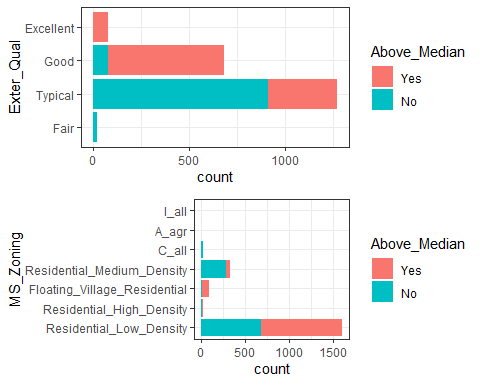 Exter_Qual
Excellent
Good
Typical
Fair
0
500
1000
count
Above_Median
Yes
No
MS_Zoning
I_all
A_agr
C_all
Residential_Medium_Density
Floating_Village_Residential
Residential_High_Density
Residential_Low_Density
0
500
1000
1500
count
Above_Median
Yes
No